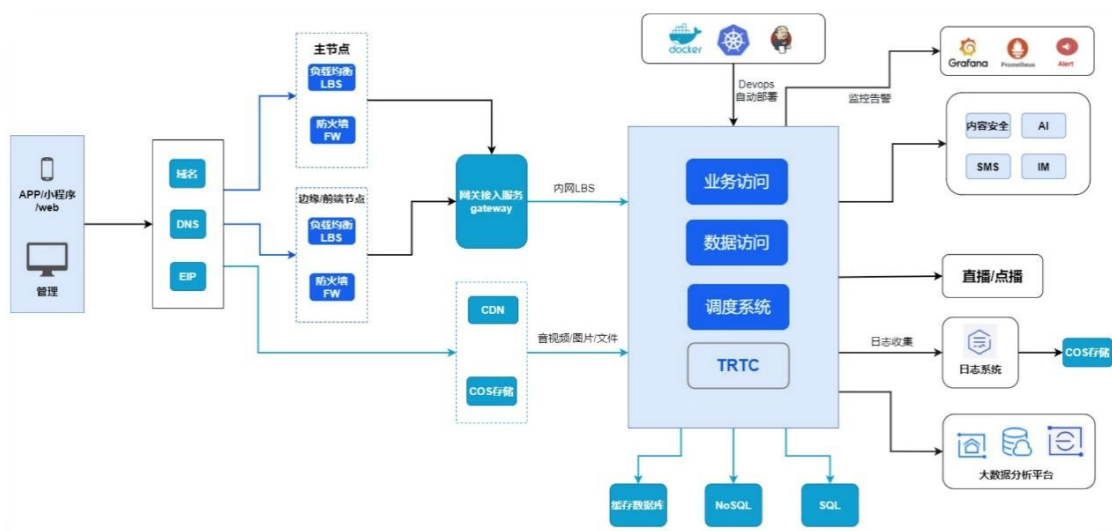 APP/小程序
/web
管理
域名
DNS
EIP
主节点
负载均衡
LBS
防火墙
FW
边缘/前端节点
负载均衡
LBS
防火墙
FW
网关接入服务
gateway
CDN
COS存储
内网LBS
音视频/图片/文件
docker
Devops
自动部署
业务访问
数据访问
调度系统
TRTC
缓存数据库
NoSQL
SQL
监控告警
Grafana
Prometheus
Alert
内容安全
AI
SMS
IM
直播/点播
日志收集
日志系统
COS存储
大数据分析平台